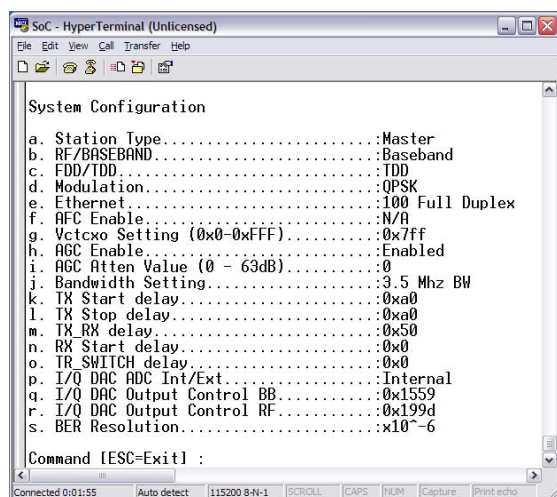 SoC - HyperTerminal (Unlicensed)
File Edit View Call Transfer Help
System Configuration
a. Station Type.........................:Master
b. RF/BASEBAND..........................:Baseband
c. FDD/TDD..............................:TDD
d. Modulation...........................:QPSK
e. Ethernet.............................:100 Full Duplex
f. AFC Enable...........................:N/A
g. Vctcxo Setting (0x0-0xFFF)...........:0x7ff
h. AGC Enable...........................:Enabled
i. AGC Atten Value (0 - 63dB)...........:0
j. Bandwidth Setting....................:3.5 Mhz BW
k. TX Start delay.......................:0xa0
l. TX Stop delay........................:0xa0
m. TX_RX delay..........................:0x50
n. RX Start delay.......................:0x0
o. TR_SWITCH delay......................:0x0
p. I/Q DAC ADC Int/Ext..................:Internal
q. I/Q DAC Output Control BB............:0x1559
r. I/Q DAC Output Control RF............:0x199d
s. BER Resolution.......................:x10^-6
Command [ESC=Exit] :
Connected 0:01:55 Auto detect 115200 8-N-1 SCROLL CAPS NUM Capture Print echo